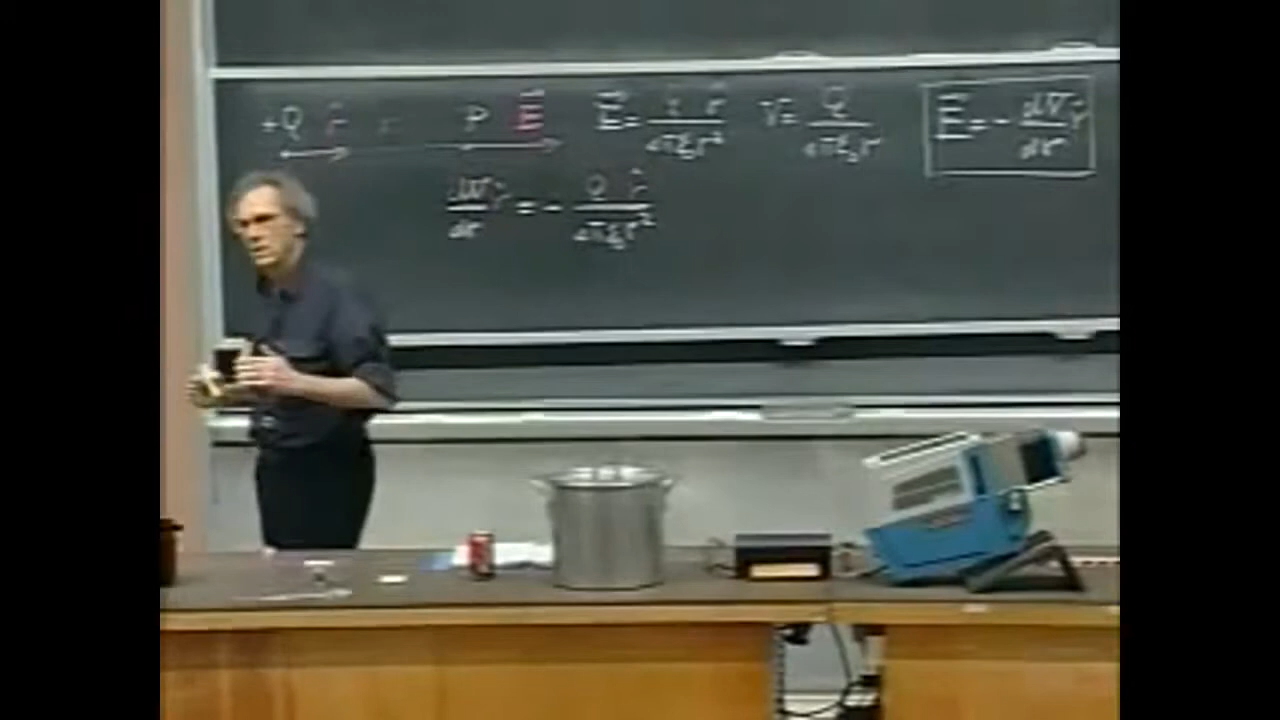 +Q r̂ r P E⃗ E⃗ = Q r̂ / 4πε₀r² V = Q / 4πε₀r E⃗ = - dV/dr r̂
dV/dr r̂ = - Q r̂ / 4πε₀r²